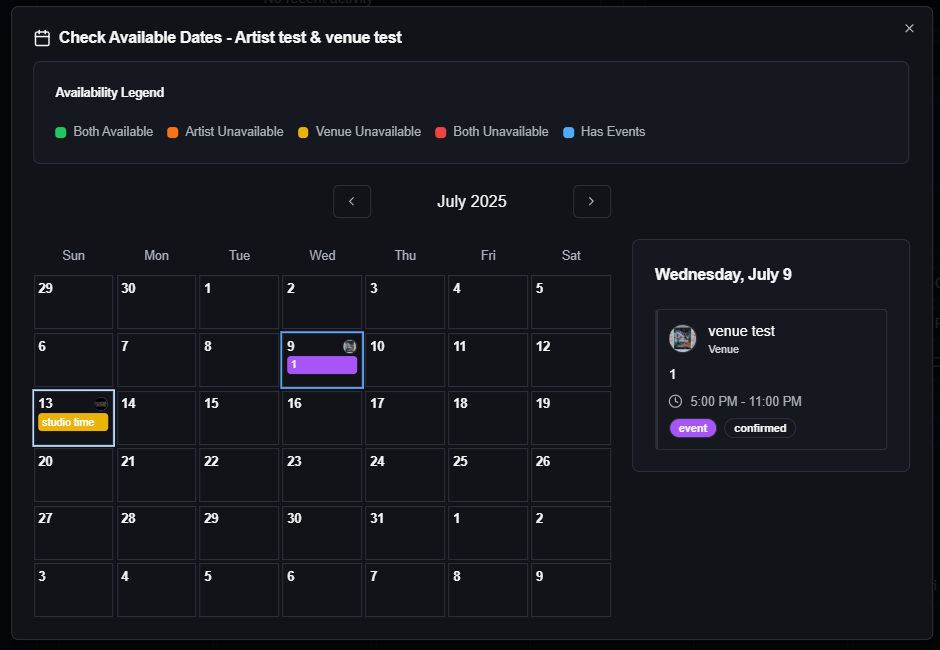 No recent activity
Check Available Dates - Artist test & venue test
Availability Legend
Both Available Artist Unavailable Venue Unavailable Both Unavailable Has Events
July 2025
Sun Mon Tue Wed Thu Fri Sat
29 30 1 2 3 4 5
6 7 8 9 10 11 12
1
13 14 15 16 17 18 19
studio time
20 21 22 23 24 25 26
27 28 29 30 31 1 2
3 4 5 6 7 8 9
Wednesday, July 9
venue test
Venue
1
5:00 PM - 11:00 PM
event confirmed